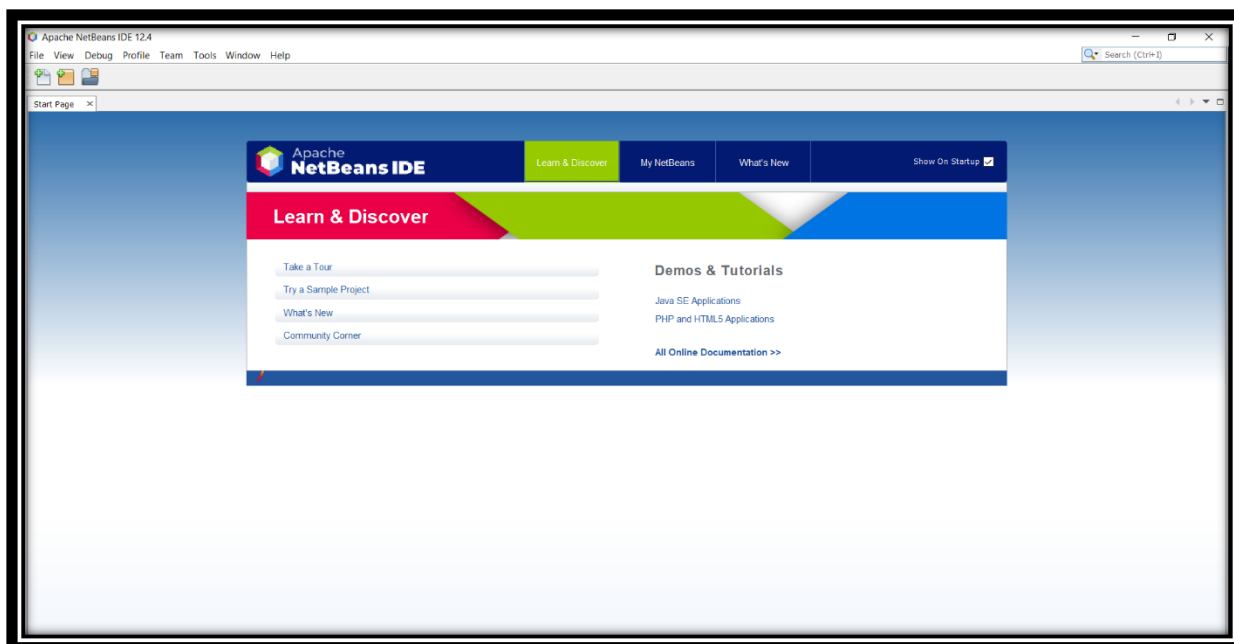 Apache NetBeans IDE 12.4
File View Debug Profile Team Tools Window Help
Search (Ctrl+I)
Start Page
Apache
NetBeans IDE
Learn & Discover
My NetBeans
What's New
Show On Startup
Learn & Discover
Take a Tour
Try a Sample Project
What's New
Community Corner
Demos & Tutorials
Java SE Applications
PHP and HTML5 Applications
All Online Documentation >>